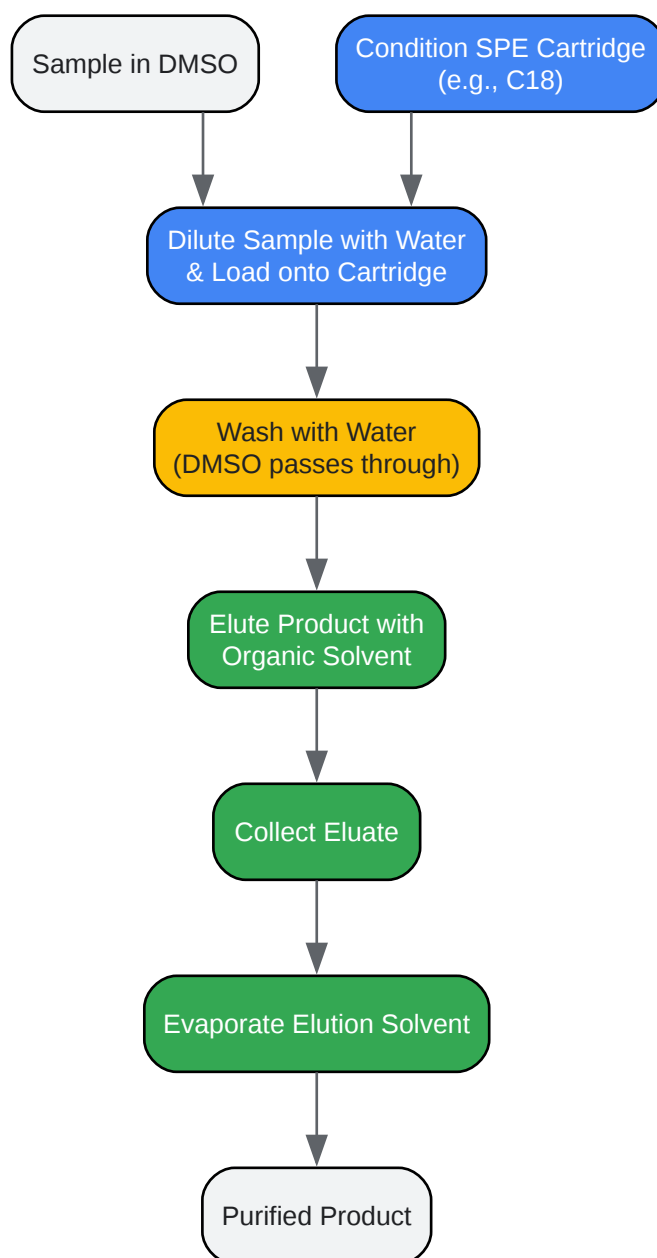 Sample in DMSO
Condition SPE Cartridge
(e.g., C18)
Dilute Sample with Water
& Load onto Cartridge
Wash with Water
(DMSO passes through)
Elute Product with
Organic Solvent
Collect Eluate
Evaporate Elution Solvent
Purified Product